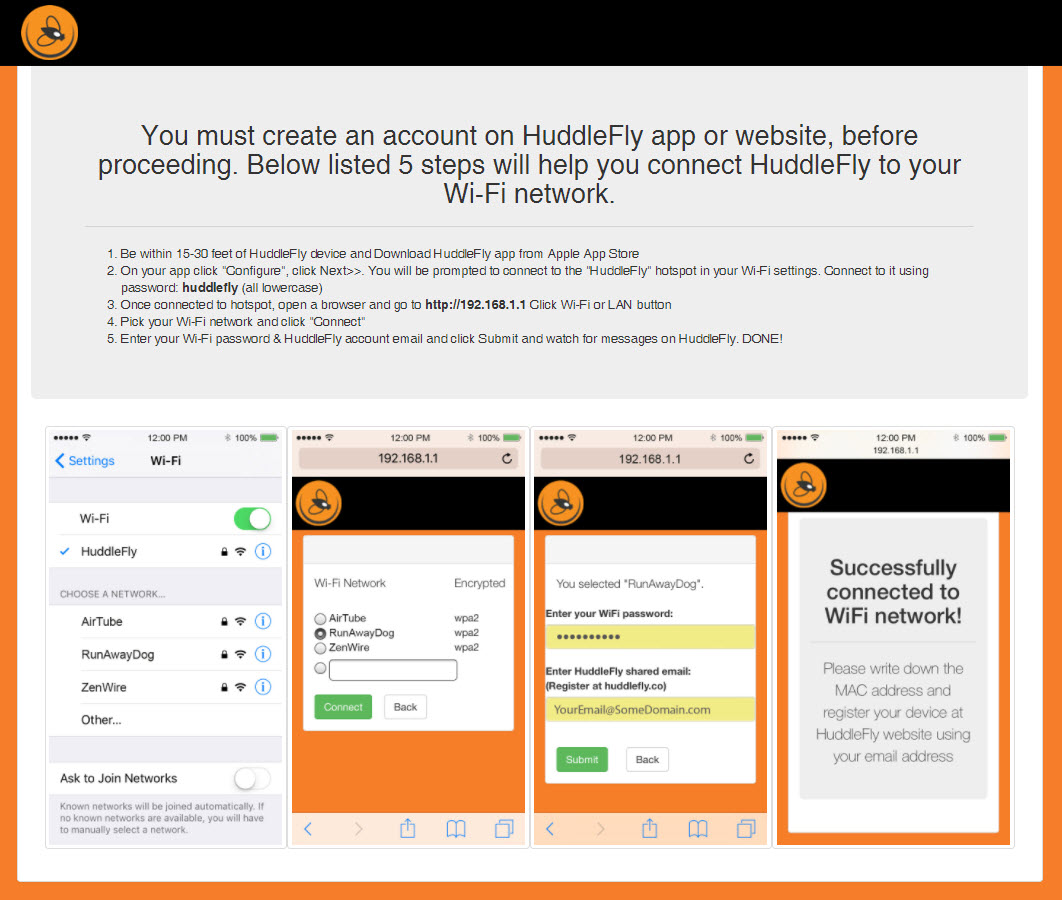 You must create an account on HuddleFly app or website, before
proceeding. Below listed 5 steps will help you connect HuddleFly to your
Wi-Fi network.
1. Be within 15-30 feet of HuddleFly device and Download HuddleFly app from Apple App Store
2. On your app click "Configure", click Next>>. You will be prompted to connect to the "HuddleFly" hotspot in your Wi-Fi settings. Connect to it using
password: huddlefly (all lowercase)
3. Once connected to hotspot, open a browser and go to http://192.168.1.1 Click Wi-Fi or LAN button
4. Pick your Wi-Fi network and click "Connect"
5. Enter your Wi-Fi password & HuddleFly account email and click Submit and watch for messages on HuddleFly. DONE!
12:00 PM 100%
Settings Wi-Fi
Wi-Fi
HuddleFly
CHOOSE A NETWORK...
AirTube
RunAwayDog
ZenWire
Other...
Ask to Join Networks
Known networks will be joined automatically. If
no known networks are available, you will have
to manually select a network.
12:00 PM 100%
192.168.1.1
Wi-Fi Network Encrypted
AirTube wpa2
RunAwayDog wpa2
ZenWire wpa2
Connect Back
12:00 PM 100%
192.168.1.1
You selected "RunAwayDog".
Enter your WiFi password:
Enter HuddleFly shared email:
(Register at huddlefly.co)
YourEmail@SomeDomain.com
Submit Back
12:00 PM 100%
192.168.1.1
Successfully
connected to
WiFi network!
Please write down the
MAC address and
register your device at
HuddleFly website using
your email address